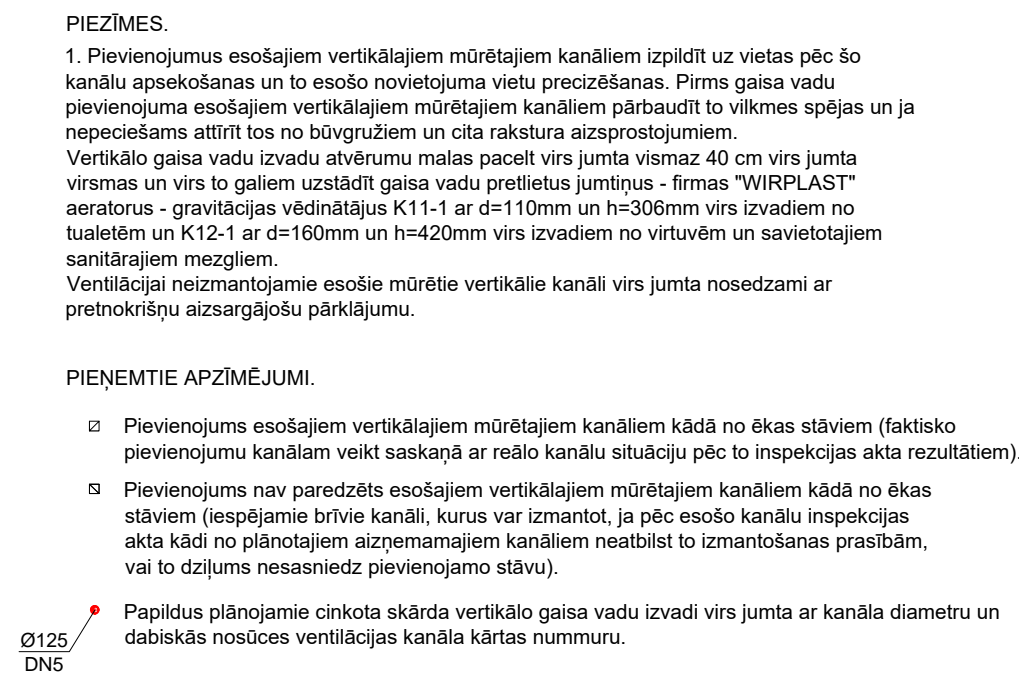 PIEZĪMES.
1. Pievienojumus esošajiem vertikālajiem mūrētajiem kanāliem izpildīt uz vietas pēc šo
kanālu apsekošanas un to esošo novietojuma vietu precizēšanas. Pirms gaisa vadu
pievienojuma esošajiem vertikālajiem mūrētajiem kanāliem pārbaudīt to vilkmes spējas un ja
nepeciešams attīrīt tos no būvgružiem un cita rakstura aizsprostojumiem.
Vertikālo gaisa vadu izvadu atvērumu malas pacelt virs jumta vismaz 40 cm virs jumta
virsmas un virs to galiem uzstādīt gaisa vadu pretlietus jumtiņus - firmas "WIRPLAST"
aeratorus - gravitācijas vēdinātājus K11-1 ar d=110mm un h=306mm virs izvadiem no
tualetēm un K12-1 ar d=160mm un h=420mm virs izvadiem no virtuvēm un savietotajiem
sanitārajiem mezgliem.
Ventilācijai neizmantojamie esošie mūrētie vertikālie kanāli virs jumta nosedzami ar
pretnokrišņu aizsargājošu pārklājumu.
PIEŅEMTIE APZĪMĒJUMI.
Pievienojums esošajiem vertikālajiem mūrētajiem kanāliem kādā no ēkas stāviem (faktisko
pievienojumu kanālam veikt saskaņā ar reālo kanālu situāciju pēc to inspekcijas akta rezultātiem).
Pievienojums nav paredzēts esošajiem vertikālajiem mūrētajiem kanāliem kādā no ēkas
stāviem (iespējamie brīvie kanāli, kurus var izmantot, ja pēc esošo kanālu inspekcijas
akta kādi no plānotajiem aizņemamajiem kanāliem neatbilst to izmantošanas prasībām,
vai to dziļums nesasniedz pievienojamo stāvu).
Papildus plānojamie cinkota skārda vertikālo gaisa vadu izvadi virs jumta ar kanāla diametru un
dabiskās nosūces ventilācijas kanāla kārtas nummuru.
Ø125
DN5